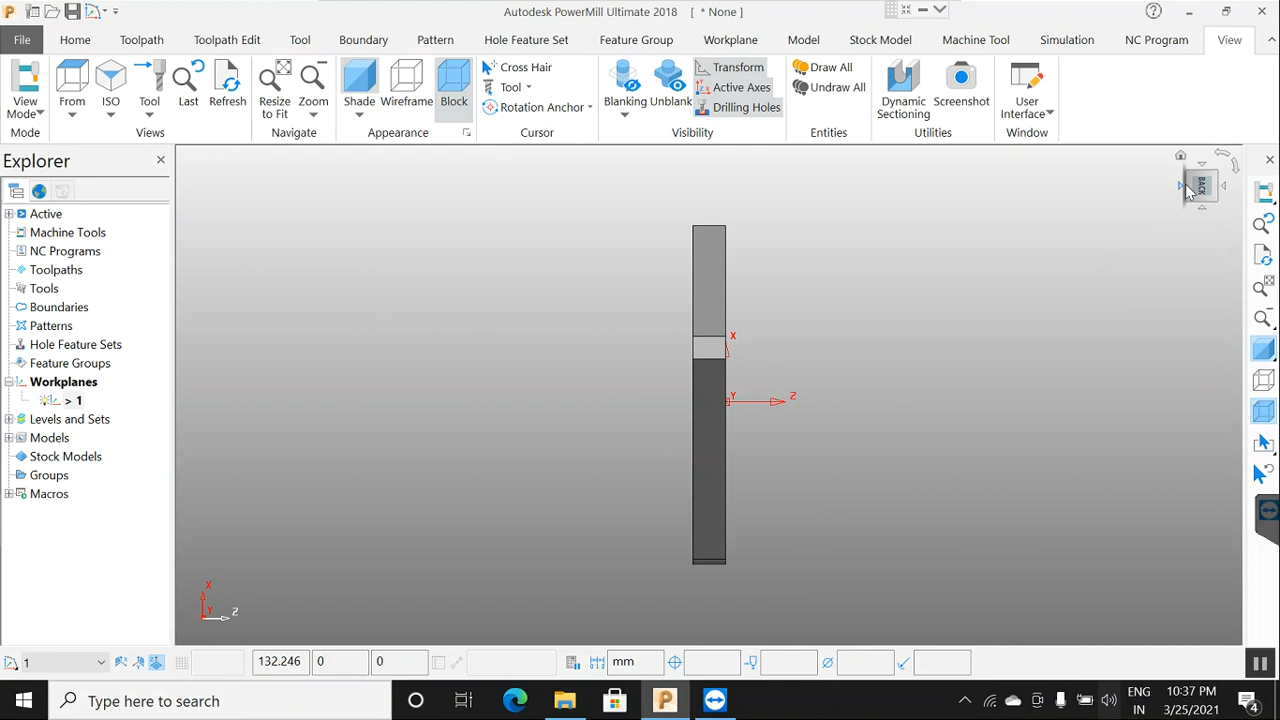 Autodesk PowerMill Ultimate 2018 [ * None ]
File Home Toolpath Toolpath Edit Tool Boundary Pattern Hole Feature Set Feature Group Workplane Model Stock Model Machine Tool Simulation NC Program View
View Mode
From
ISO
Tool
Last
Refresh
Resize to Fit
Zoom
Shade
Wireframe
Block
Cross Hair
Tool
Rotation Anchor
Blanking
Unblank
Transform
Active Axes
Drilling Holes
Draw All
Undraw All
Dynamic Sectioning
Screenshot
User Interface
Mode Views Navigate Appearance Cursor Visibility Entities Utilities Window
Explorer
Active
Machine Tools
NC Programs
Toolpaths
Tools
Boundaries
Patterns
Hole Feature Sets
Feature Groups
Workplanes
> 1
Levels and Sets
Models
Stock Models
Groups
Macros
BACK
X
Y
Z
X
Y
Z
1 132.246 0 0 mm
Type here to search
ENG
IN
10:37 PM
3/25/2021
4